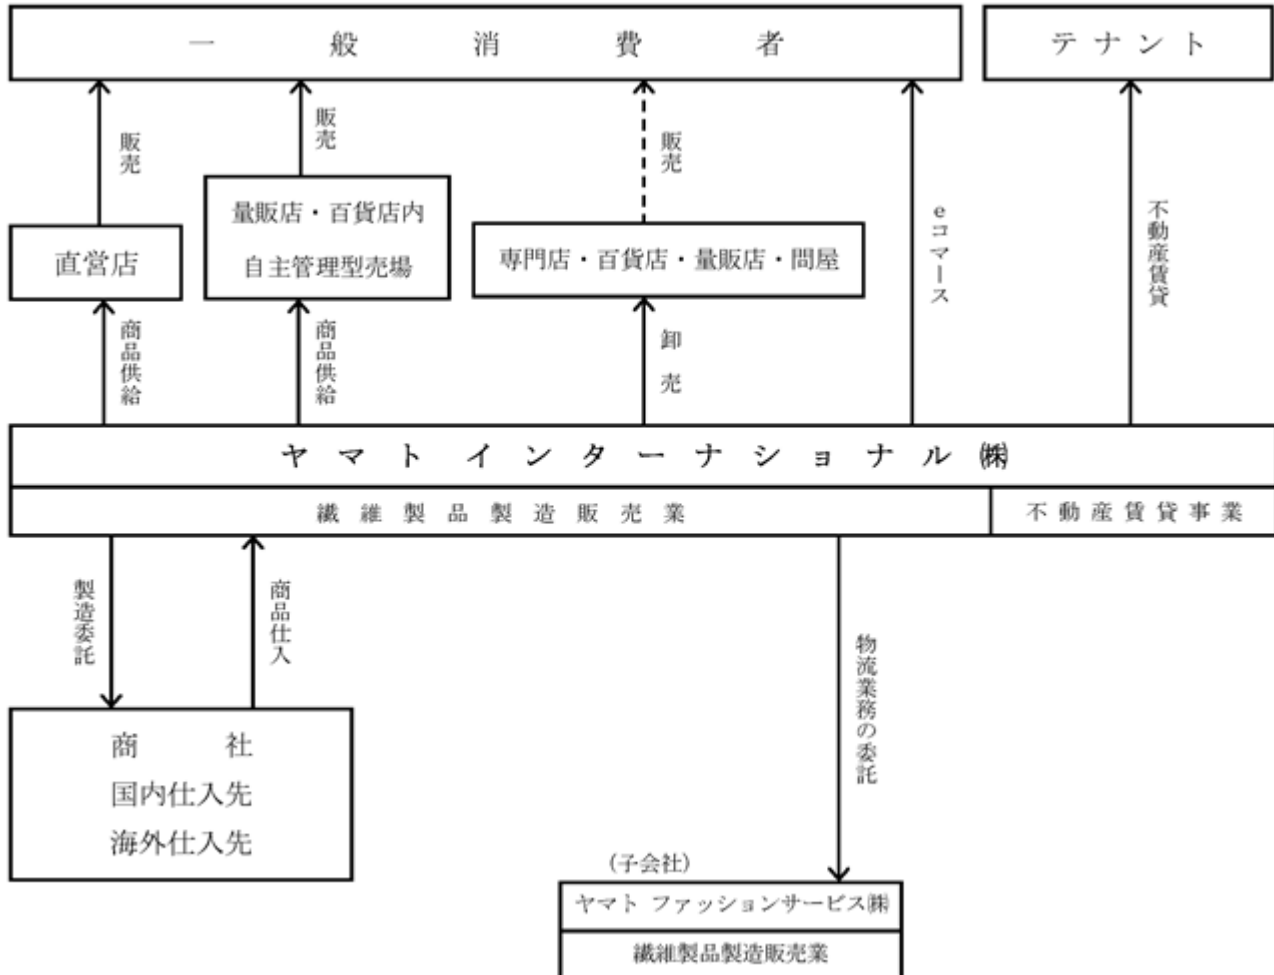 一般消費者
テナント
販売
販売
販売
eコマース
不動産賃貸
直営店
量販店・百貨店内
自主管理型売場
専門店・百貨店・量販店・問屋
商品供給
商品供給
卸売
ヤマトインターナショナル㈱
繊維製品製造販売業
不動産賃貸事業
製造委託
商品仕入
物流業務の委託
商社
国内仕入先
海外仕入先
(子会社)
ヤマト ファッションサービス㈱
繊維製品製造販売業